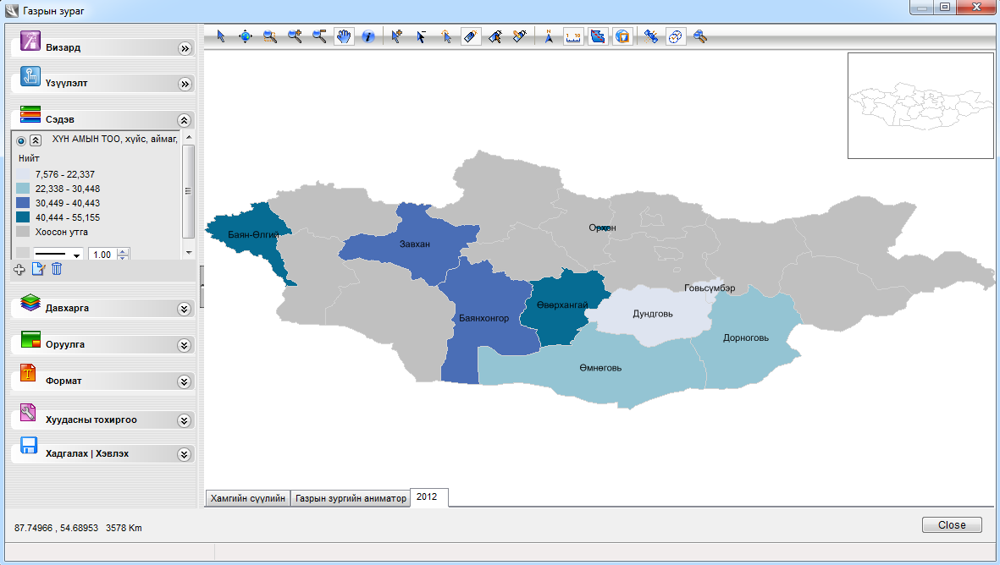 Газрын зураг
Визард
Үзүүлэлт
Сэдэв
ХҮН АМЫН ТОО, хүйс, аймаг,
Нийт
7,576 - 22,337
22,338 - 30,448
30,449 - 40,443
40,444 - 55,155
Хоосон утга
1.00
Давхарга
Оруулга
Формат
Хуудасны тохиргоо
Хадгалах | Хэвлэх
Баян-Өлгий
Завхан
Орхон
Баянхонгор
Өвөрхангай
Дундговь
Говьсүмбэр
Дорноговь
Өмнөговь
Хамгийн сүүлийн
Газрын зургийн аниматор
2012
87.74966 , 54.68953 3578 Km
Close